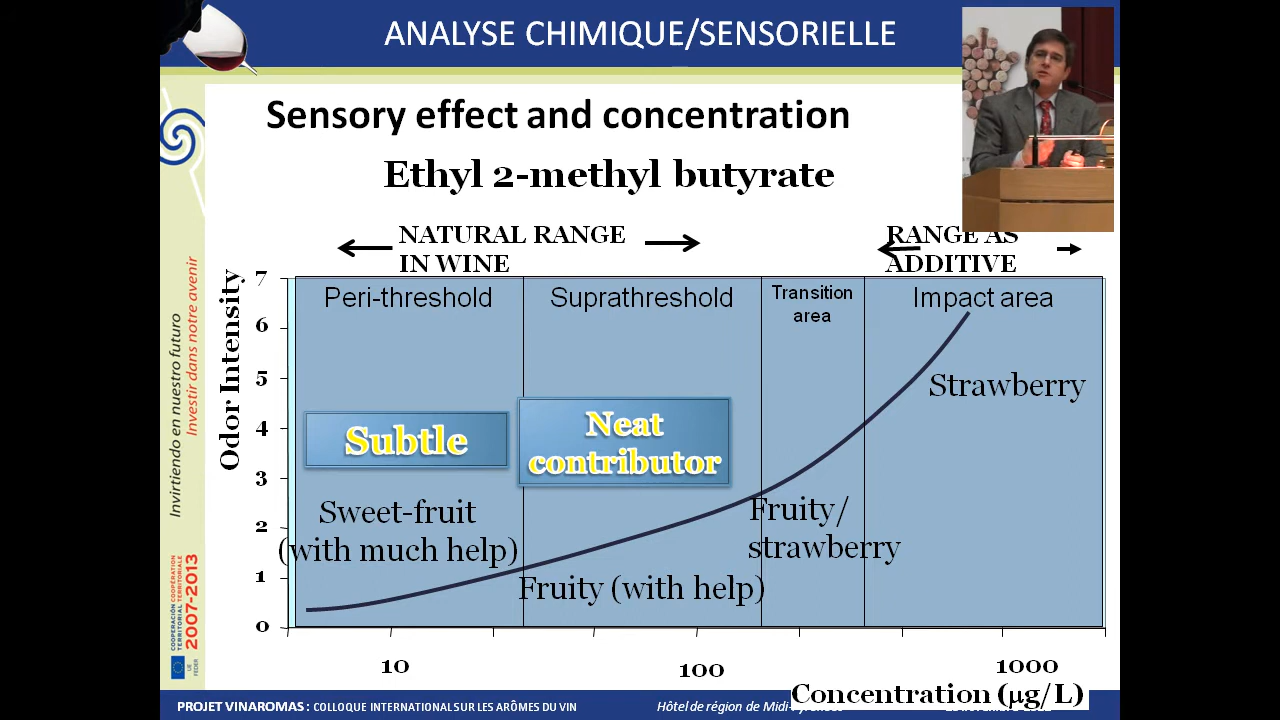 ANALYSE CHIMIQUE/SENSORIELLE
Sensory effect and concentration
Ethyl 2-methyl butyrate
NATURAL RANGE
IN WINE
RANGE AS
ADDITIVE
Peri-threshold
Suprathreshold
Transition
area
Impact area
Odor Intensity
7
6
5
4
3
2
1
0
Strawberry
Subtle
Neat
contributor
Sweet-fruit
(with much help)
Fruity (with help)
Fruity/
strawberry
10
100
1000
Concentration (µg/L)
Invirtiendo en nuestro futuro
Investir dans notre avenir
COOPERACIÓN
TERRITORIAL
COOPÉRATION
TERRITORIALE
2007-2013
UE
FEDER
PROJET VINAROMAS : COLLOQUE INTERNATIONAL SUR LES ARÔMES DU VIN
Hôtel de région de Midi-Pyrénées